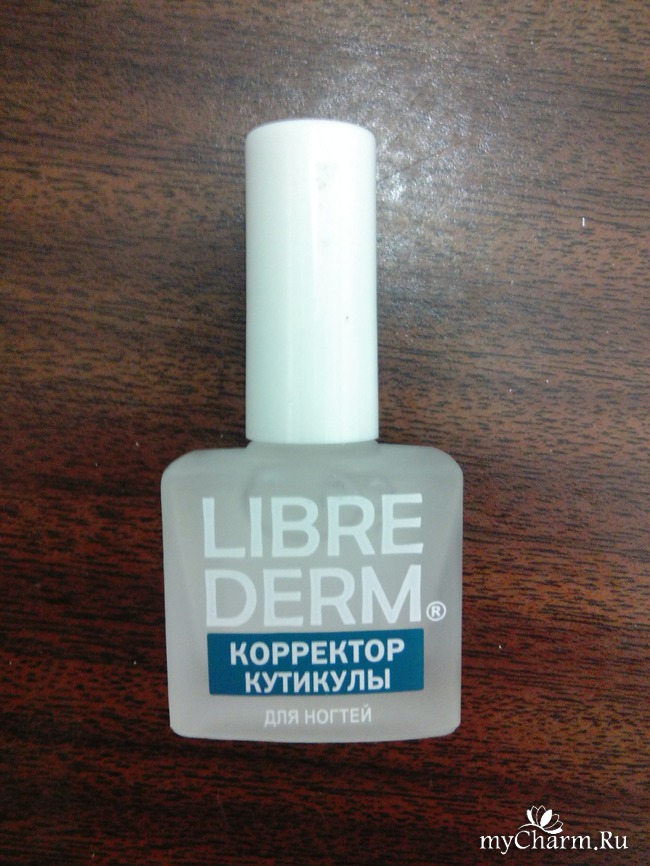 LIBRE
DERM®
КОРРЕКТОР
КУТИКУЛЫ
ДЛЯ НОГТЕЙ
myCharm.Ru